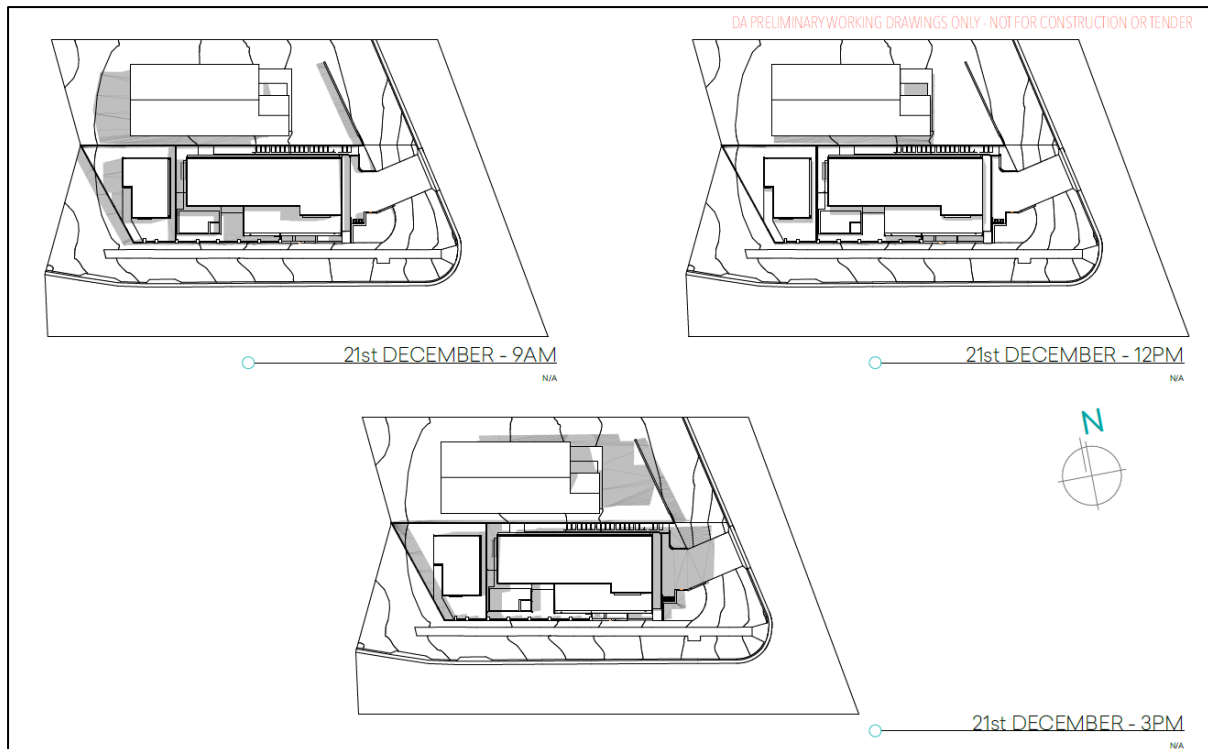 DA PRELIMINARY WORKING DRAWINGS ONLY - NOT FOR CONSTRUCTION OR TENDER
21st DECEMBER - 9AM
N/A
21st DECEMBER - 12PM
N/A
N
21st DECEMBER - 3PM
N/A